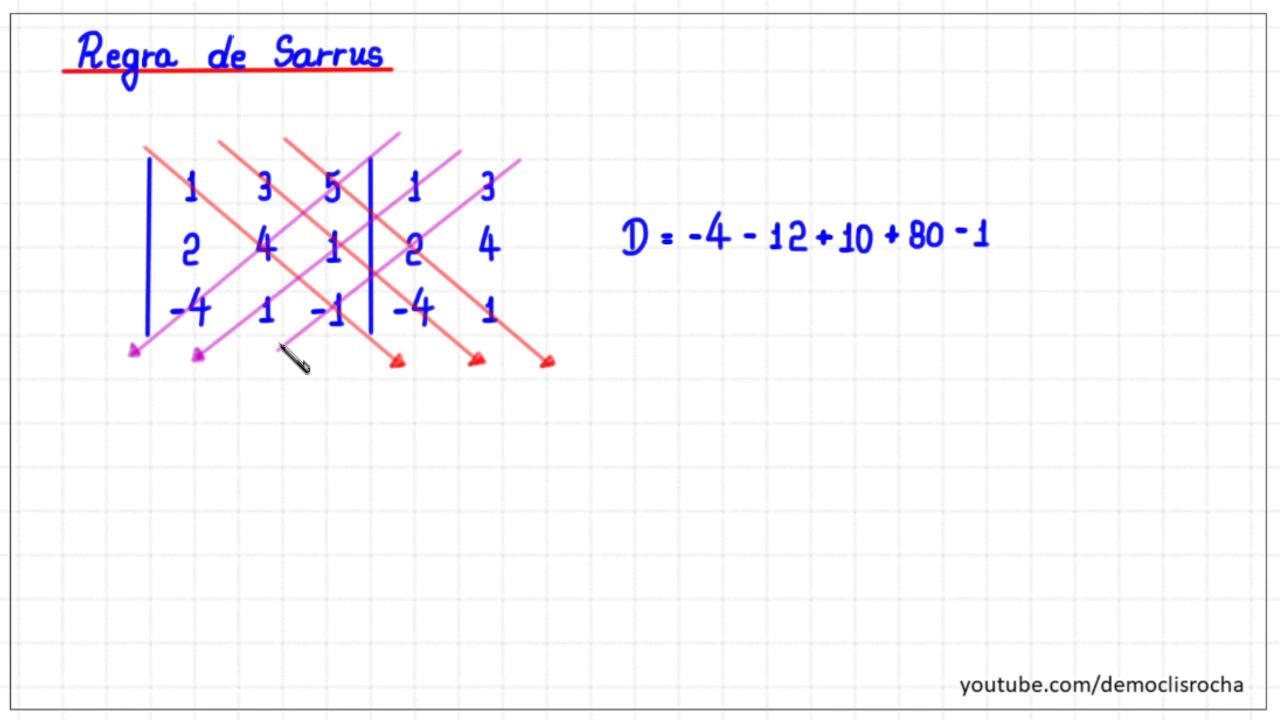 Regra de Sarrus
1 3 5 1 3
2 4 1 2 4
-4 1 -1 -4 1
D = -4 - 12 + 10 + 80 - 1
youtube.com/democlisrocha